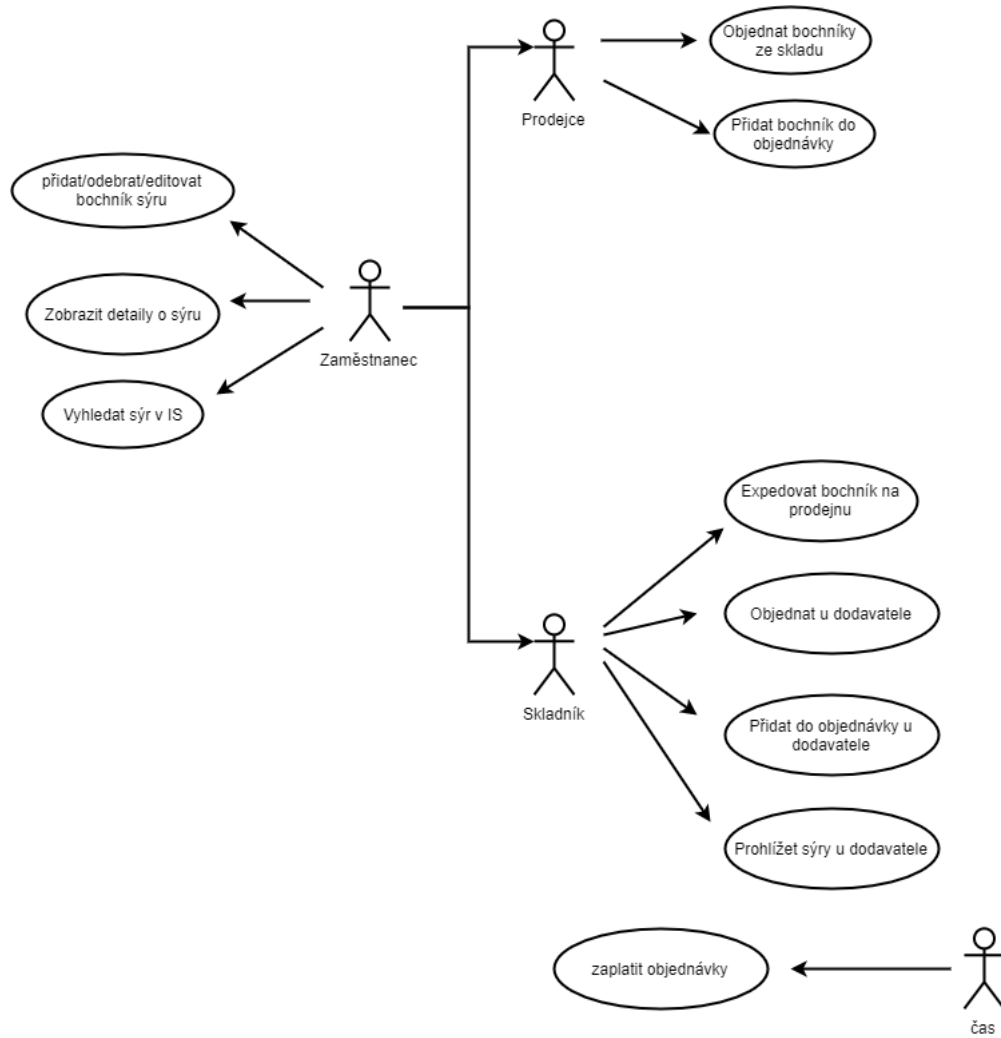 Objednat bochníky
ze skladu
Prodejce
Přidat bochník do
objednávky
přidat/odebrat/editovat
bochník sýru
Zobrazit detaily o sýru
Zaměstnanec
Vyhledat sýr v IS
Expedovat bochník na
prodejnu
Objednat u dodavatele
Skladník
Přidat do objednávky u
dodavatele
Prohlížet sýry u dodavatele
zaplatit objednávky
čas